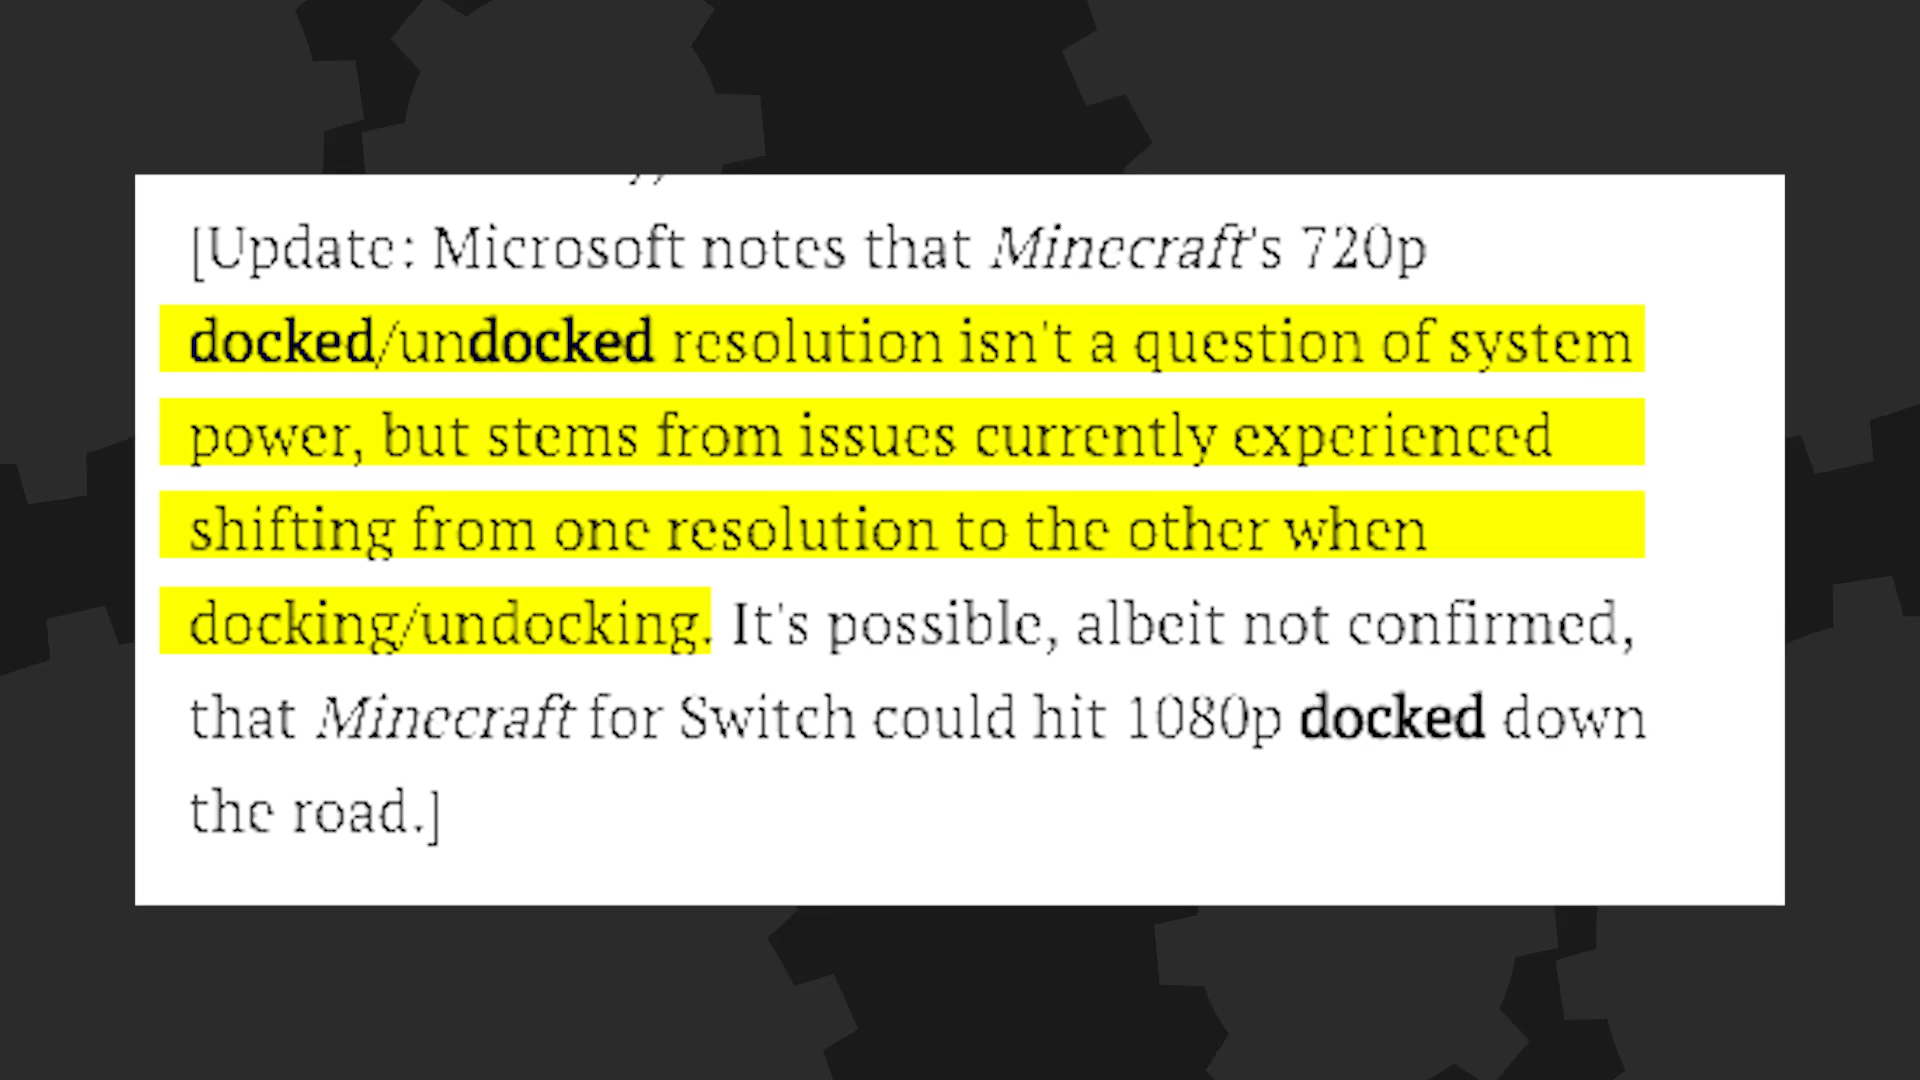 [Update: Microsoft notes that Minecraft's 720p
docked/undocked resolution isn't a question of system
power, but stems from issues currently experienced
shifting from one resolution to the other when
docking/undocking. It's possible, albeit not confirmed,
that Minecraft for Switch could hit 1080p docked down
the road.]